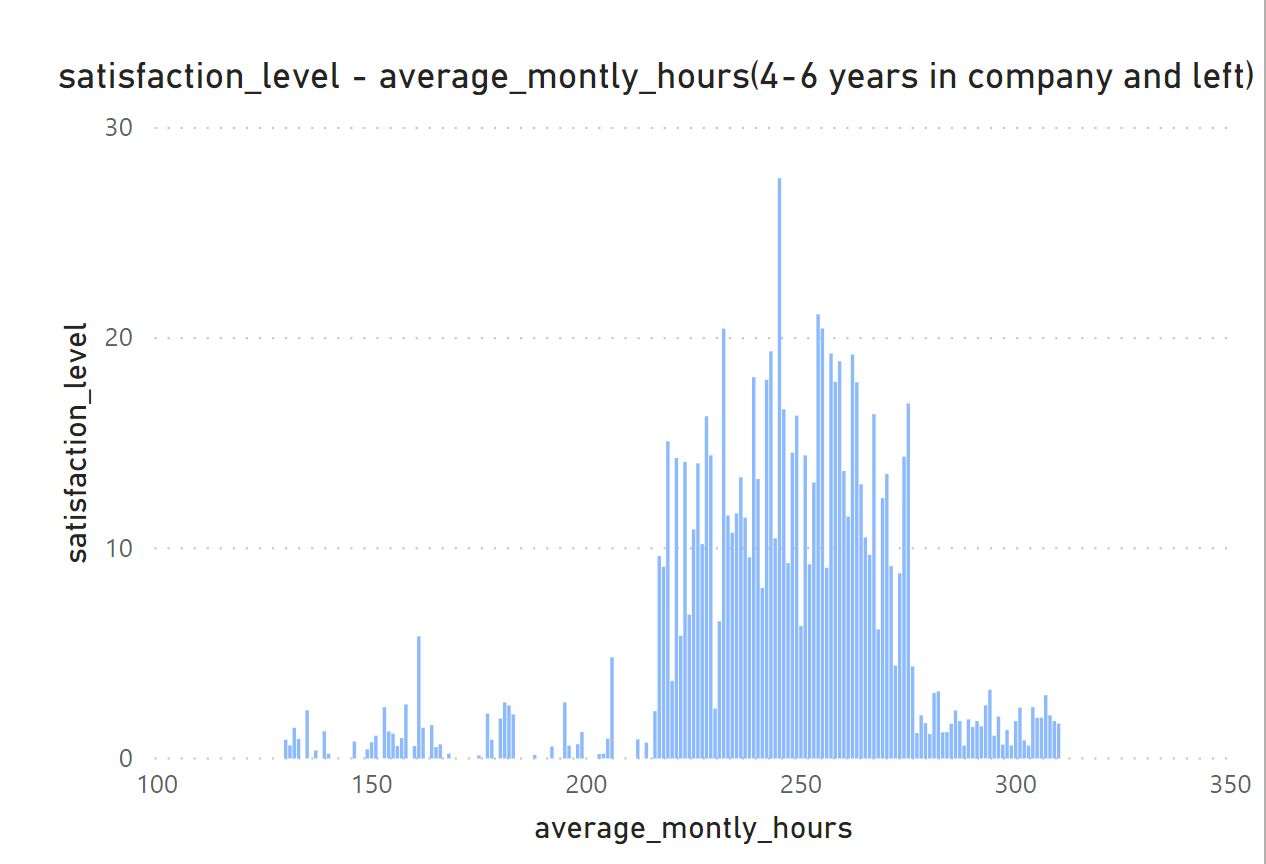 satisfaction_level - average_montly_hours(4-6 years in company and left)
30
20
10
0
satisfaction_level
100 150 200 250 300 350
average_montly_hours